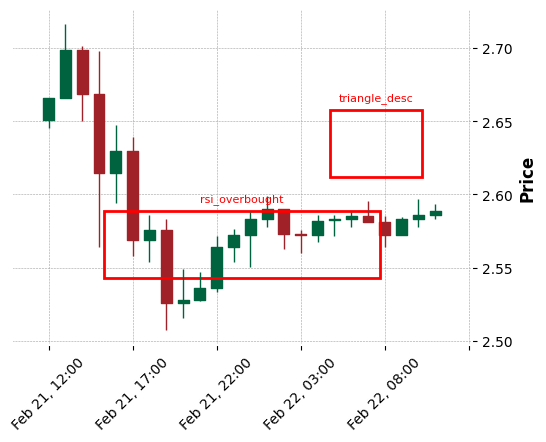 2.70
triangle_desc
2.65
Price
2.60
rsi_overbought
2.55
2.50
Feb 21, 12:00
Feb 21, 17:00
Feb 21, 22:00
Feb 22, 03:00
Feb 22, 08:00